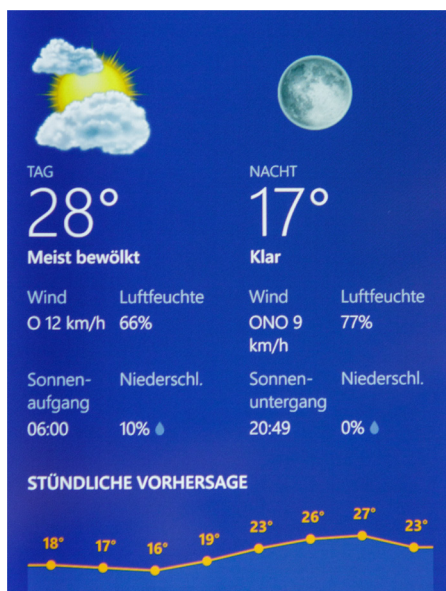 TAG
28°
Meist bewölkt
Wind Luftfeuchte
O 12 km/h 66%
Sonnen-
aufgang Niederschl.
06:00 10%
NACHT
17°
Klar
Wind Luftfeuchte
ONO 9
km/h 77%
Sonnen-
untergang Niederschl.
20:49 0%
STÜNDLICHE VORHERSAGE
18° 17° 16° 19° 23° 26° 27° 23°